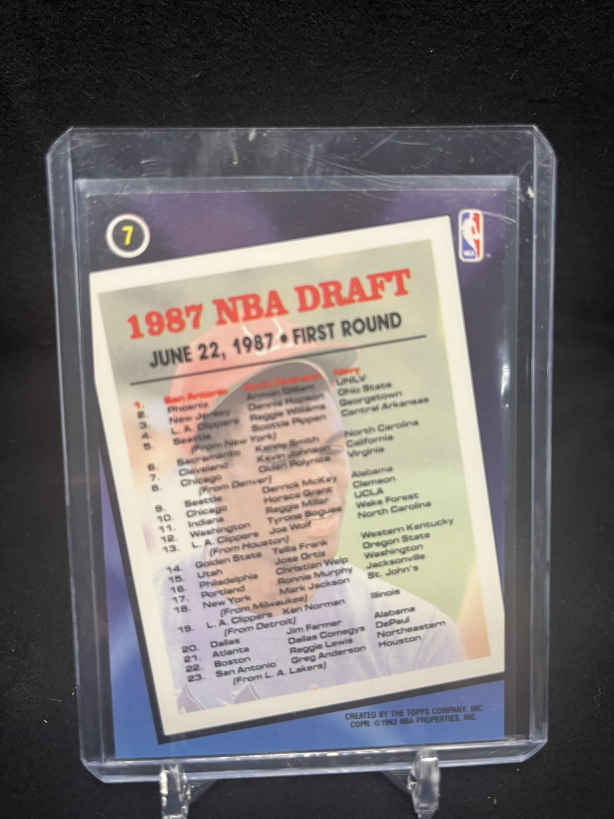 7
NBA
1987 NBA DRAFT
JUNE 22, 1987 • FIRST ROUND
1. San Antonio David Robinson Navy
2. Phoenix Armon Gilliam UNLV
3. New Jersey Dennis Hopson Ohio State
4. L. A. Clippers Reggie Williams Georgetown
5. Seattle Scottie Pippen Central Arkansas
(From New York)
6. Sacramento Kenny Smith North Carolina
7. Cleveland Kevin Johnson California
8. Chicago Olden Polynice Virginia
(From Denver)
9. Seattle Derrick McKey Alabama
10. Chicago Horace Grant Clemson
11. Indiana Reggie Miller UCLA
12. Washington Tyrone Bogues Wake Forest
13. L. A. Clippers Joe Wolf North Carolina
(From Houston)
14. Golden State Tellis Frank Western Kentucky
15. Utah Jose Ortiz Oregon State
16. Philadelphia Christian Welp Washington
17. Portland Ronnie Murphy Jacksonville
18. New York Mark Jackson St. John's
(From Milwaukee)
19. L. A. Clippers Ken Norman Illinois
(From Detroit)
20. Dallas Jim Farmer Alabama
21. Atlanta Dallas Comegys DePaul
22. Boston Reggie Lewis Northeastern
23. San Antonio Greg Anderson Houston
(From L. A. Lakers)
CREATED BY THE TOPPS COMPANY, INC.
COPR. ©1992 NBA PROPERTIES, INC.